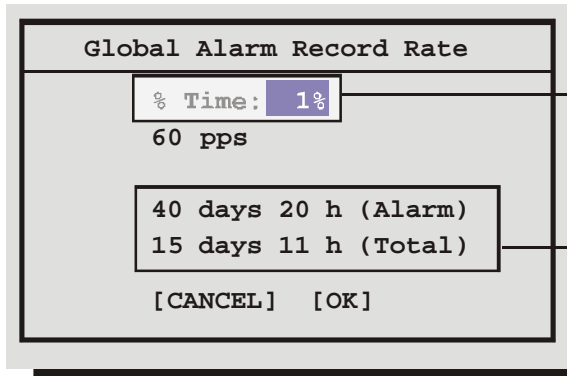 Global Alarm Record Rate
% Time: 1%
60 pps
40 days 20 h (Alarm)
15 days 11 h (Total)
[CANCEL] [OK]